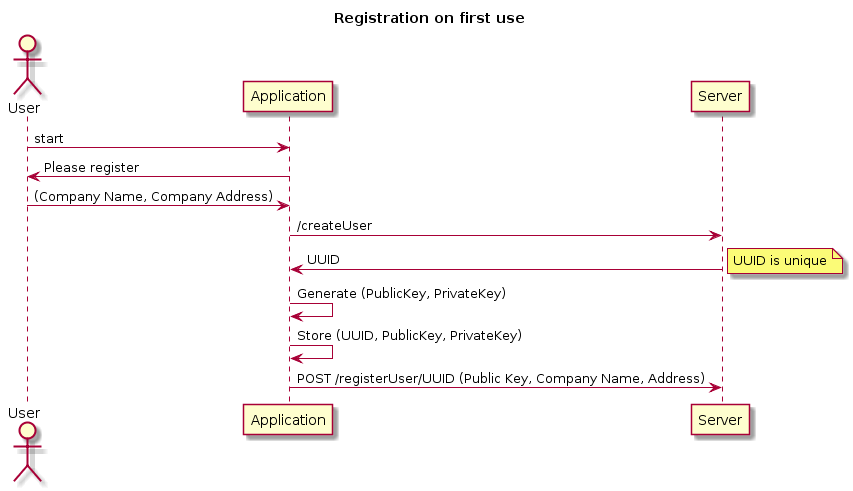 Registration on first use
User
Application
Server
start
Please register
(Company Name, Company Address)
/createUser
UUID
UUID is unique
Generate (PublicKey, PrivateKey)
Store (UUID, PublicKey, PrivateKey)
POST /registerUser/UUID (Public Key, Company Name, Address)
User
Application
Server